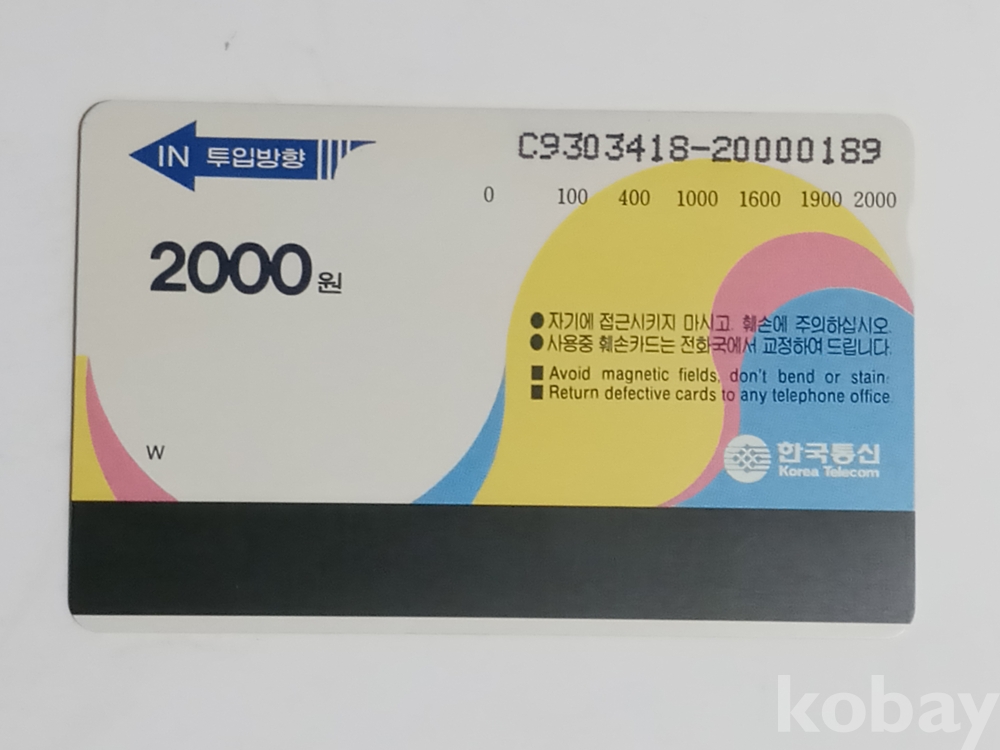 IN 투입방향
C9303418-20000189
0 100 400 1000 1600 1900 2000
2000원
●자기에 접근시키지 마시고, 훼손에 주의하십시오.
●사용중 훼손카드는 전화국에서 교정하여 드립니다.
■Avoid magnetic fields, don't bend or stain.
■Return defective cards to any telephone office.
W
한국통신
Korea Telecom
kobay